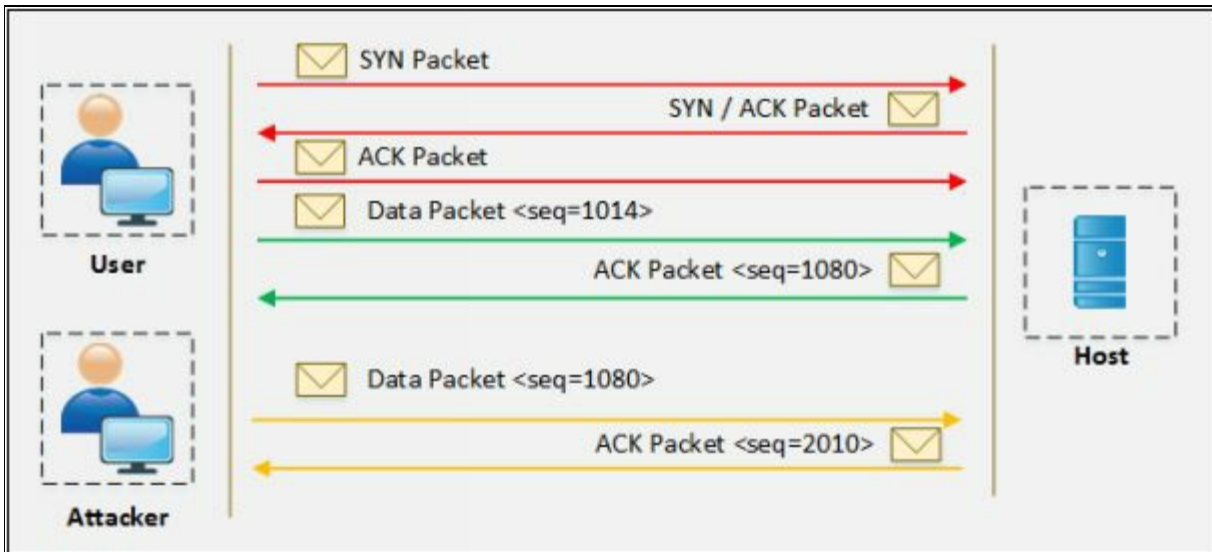 SYN Packet
SYN / ACK Packet
ACK Packet
Data Packet <seq=1014>
User
ACK Packet <seq=1080>
Host
Data Packet <seq=1080>
ACK Packet <seq=2010>
Attacker